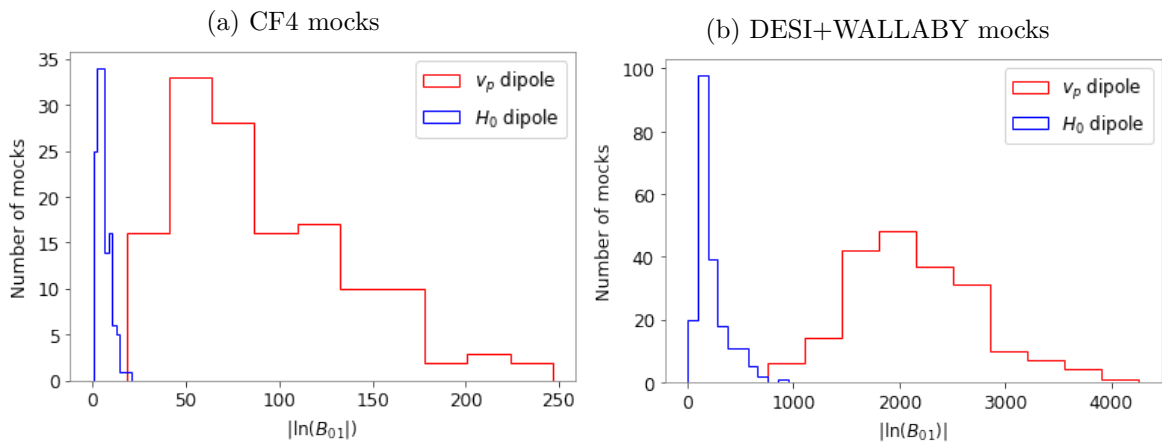 (a) CF4 mocks
35
30
25
20
15
10
5
0
Number of mocks
0 50 100 150 200 250
|ln(B₀₁|)
v_p dipole
H₀ dipole
(b) DESI+WALLABY mocks
100
80
60
40
20
0
Number of mocks
0 1000 2000 3000 4000
|ln(B₀₁)|
v_p dipole
H₀ dipole